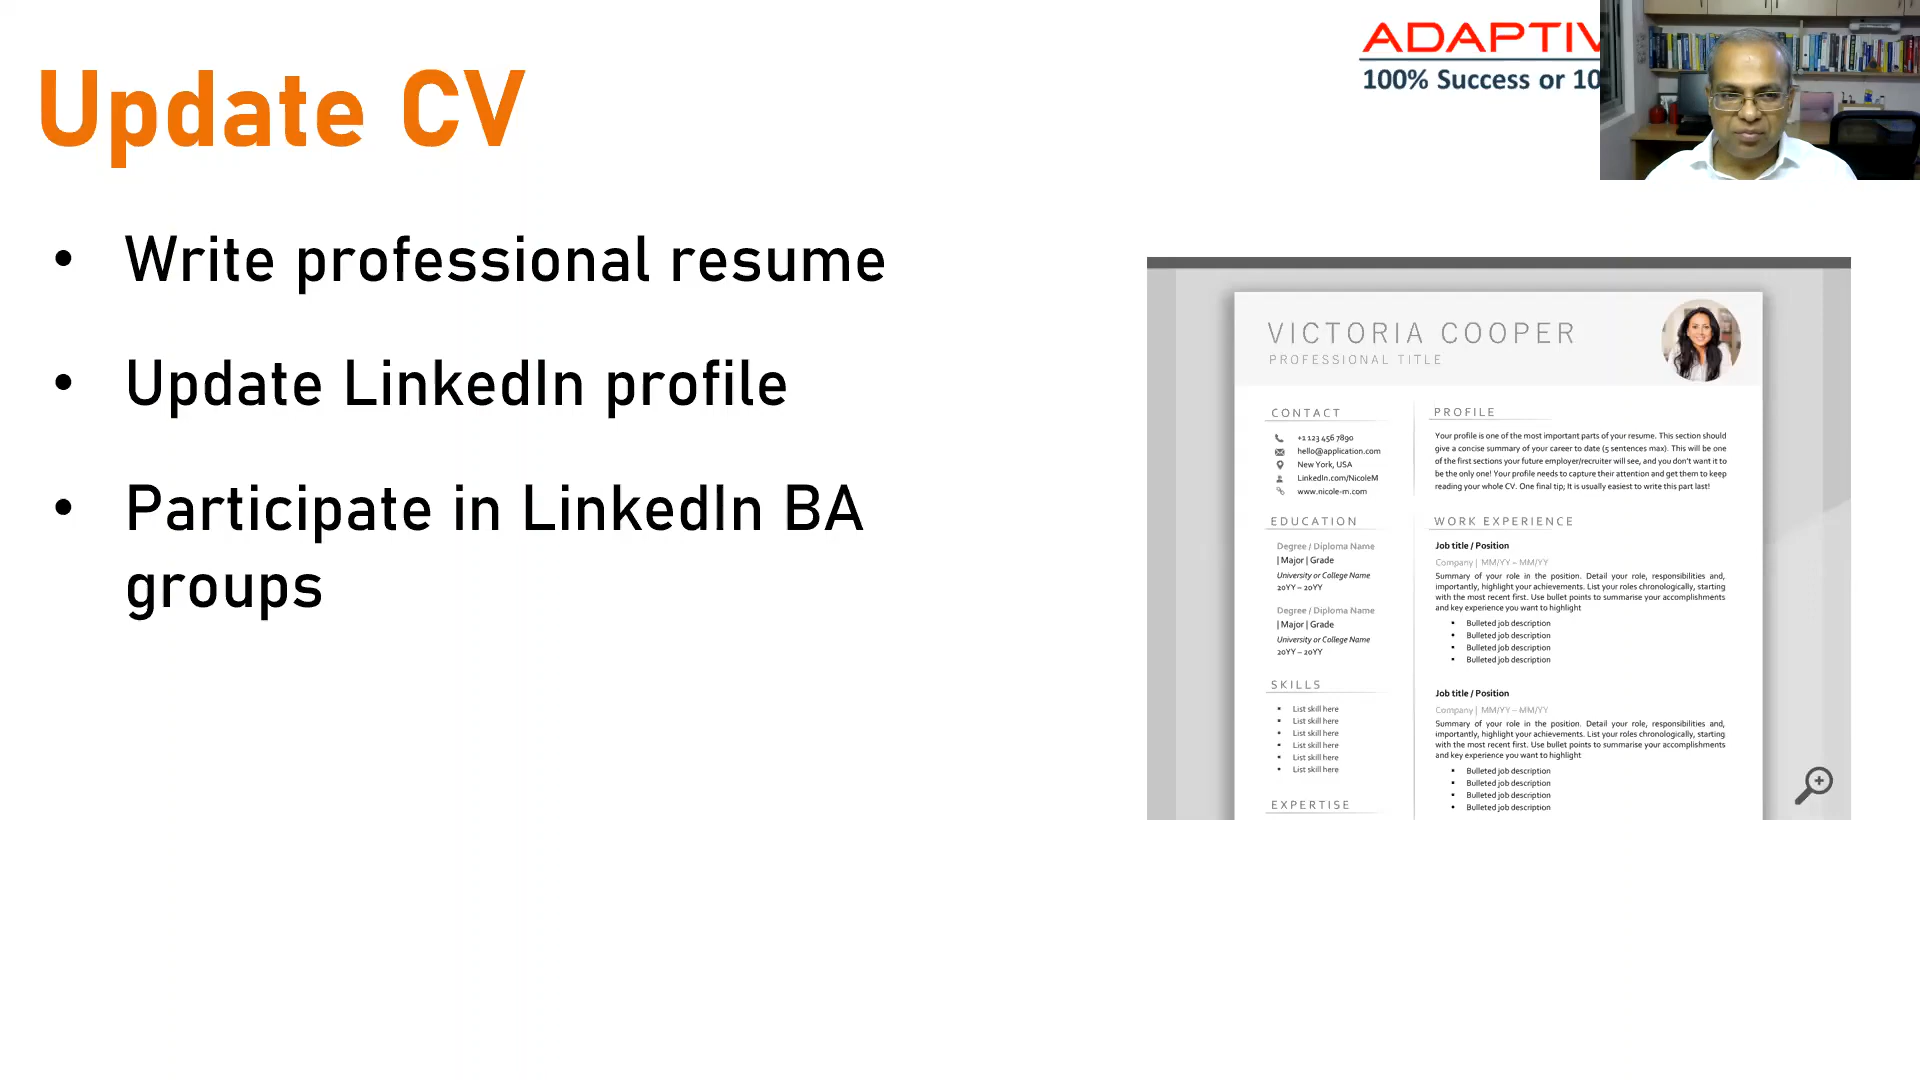 ADAPTIV
100% Success or 10
Update CV
• Write professional resume
• Update LinkedIn profile
• Participate in LinkedIn BA
groups
VICTORIA COOPER
PROFESSIONAL TITLE
CONTACT
+1 123 456 7890
hello@application.com
New York, USA
LinkedIn.com/NicoleM
www.nicole-m.com
EDUCATION
Degree / Diploma Name
| Major | Grade
University or College Name
20YY – 20YY
Degree / Diploma Name
| Major | Grade
University or College Name
20YY – 20YY
SKILLS
▪ List skill here
▪ List skill here
▪ List skill here
▪ List skill here
▪ List skill here
▪ List skill here
EXPERTISE
PROFILE
Your profile is one of the most important parts of your resume. This section should
give a concise summary of your career to date (5 sentences max). This will be one
of the first sections your future employer/recruiter will see, and you don't want it to
be the only one! Your profile needs to capture their attention and get them to keep
reading your whole CV. One final tip; It is usually easiest to write this part last!
WORK EXPERIENCE
Job title / Position
Company | MM/YY – MM/YY
Summary of your role in the position. Detail your role, responsibilities and,
importantly, highlight your achievements. List your roles chronologically, starting
with the most recent first. Use bullet points to summarise your accomplishments
and key experience you want to highlight
▪ Bulleted job description
▪ Bulleted job description
▪ Bulleted job description
▪ Bulleted job description
Job title / Position
Company | MM/YY – MM/YY
Summary of your role in the position. Detail your role, responsibilities and,
importantly, highlight your achievements. List your roles chronologically, starting
with the most recent first. Use bullet points to summarise your accomplishments
and key experience you want to highlight
▪ Bulleted job description
▪ Bulleted job description
▪ Bulleted job description
▪ Bulleted job description